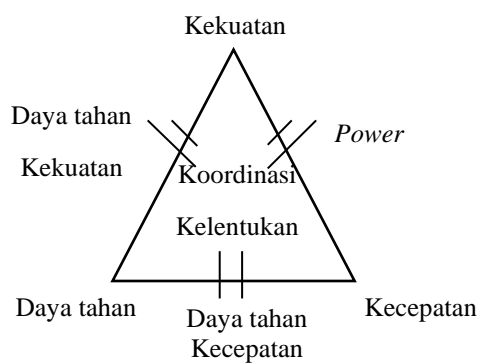 Kekuatan
Daya tahan
Kekuatan
Power
Koordinasi
Kelentukan
Daya tahan
Daya tahan
Kecepatan
Kecepatan